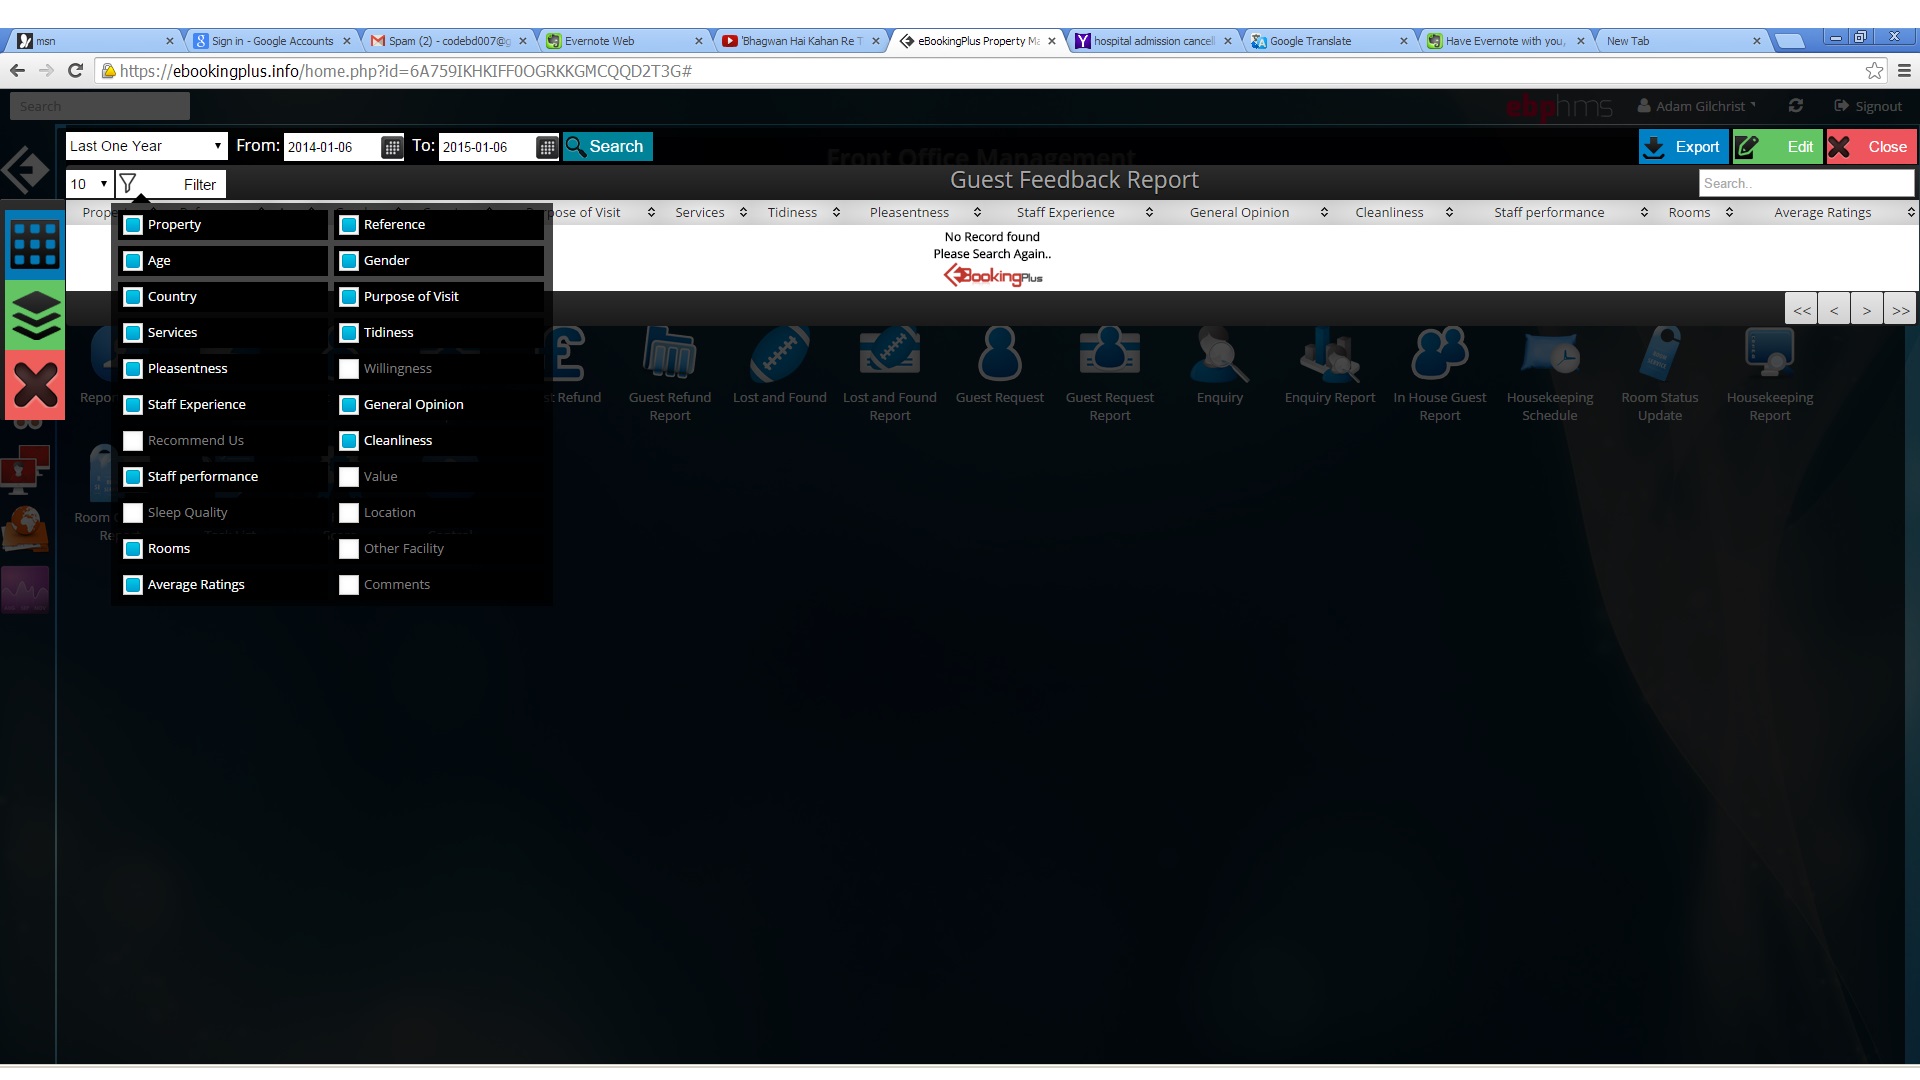 msn
Sign in - Google Accounts
Spam (2) - codebd007@g
Evernote Web
'Bhagwan Hai Kahan Re T
eBookingPlus Property Ma
hospital admission cancell
Google Translate
Have Evernote with you,
New Tab
https://ebookingplus.info/home.php?id=6A759IKHKIFF0OGRKKGMCQQD2T3G#
Search
ebphms
Adam Gilchrist
Signout
Last One Year
From:
2014-01-06
To:
2015-01-06
Search
Front Office Management
Export
Edit
Close
10
Filter
Guest Feedback Report
Search..
Prope
pose of Visit
Services
Tidiness
Pleasentness
Staff Experience
General Opinion
Cleanliness
Staff performance
Rooms
Average Ratings
No Record found
Please Search Again..
eBookingPlus
Property
Reference
Age
Gender
Country
Purpose of Visit
Services
Tidiness
Pleasentness
Willingness
Staff Experience
General Opinion
Recommend Us
Cleanliness
Staff performance
Value
Sleep Quality
Location
Rooms
Other Facility
Average Ratings
Comments
<< < > >>
Repor
st Refund
Guest Refund
Report
Lost and Found
Lost and Found
Report
Guest Request
Guest Request
Report
Enquiry
Enquiry Report
In House Guest
Report
Housekeeping
Schedule
Room Status
Update
Housekeeping
Report
Room
Re